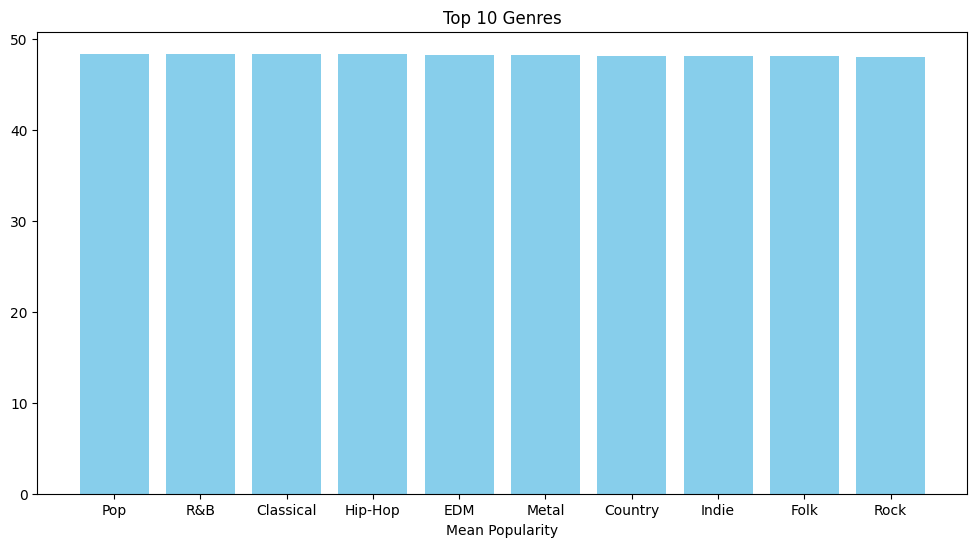 Top 10 Genres
50
40
30
20
10
0
Pop R&B Classical Hip-Hop EDM Metal Country Indie Folk Rock
Mean Popularity